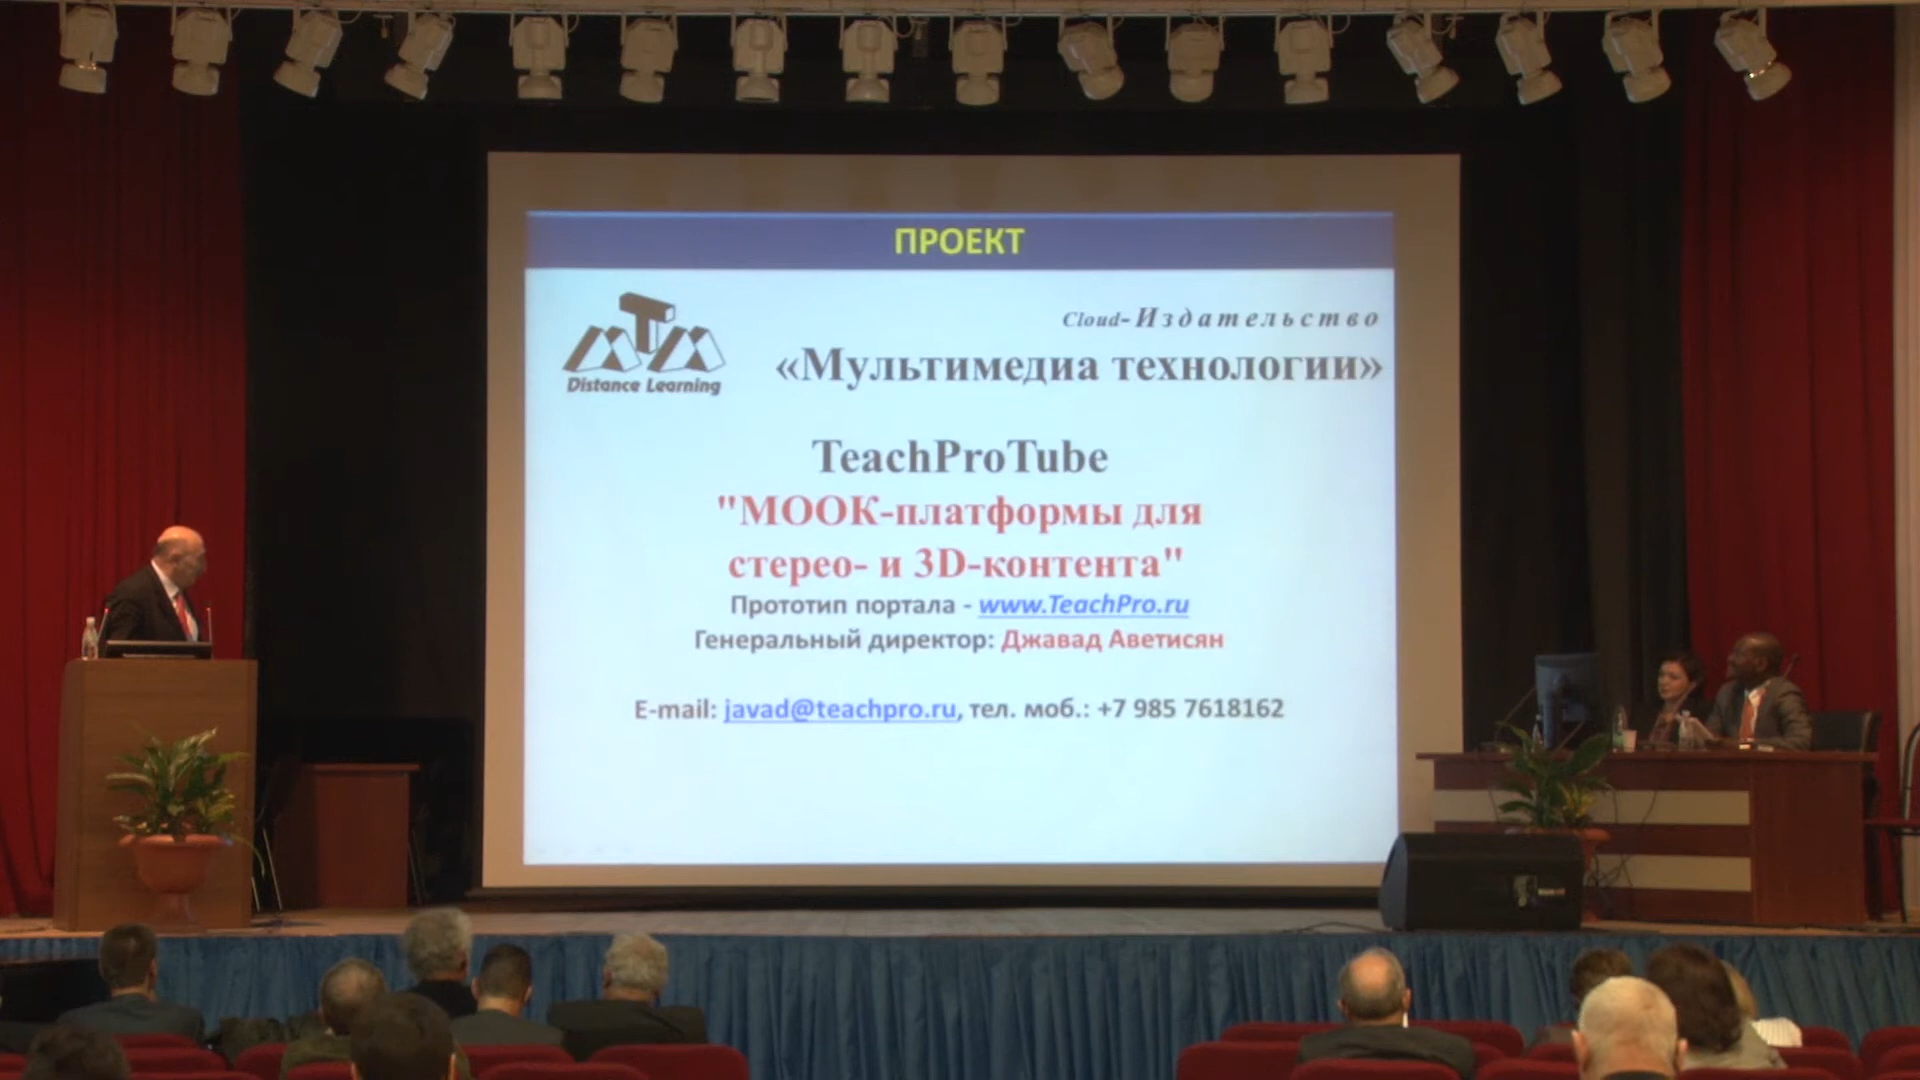 ПРОЕКТ
МТМ
Distance Learning
Cloud-Издательство
«Мультимедиа технологии»
TeachProTube
"МООК-платформы для
стерео- и 3D-контента"
Прототип портала - www.TeachPro.ru
Генеральный директор: Джавад Аветисян
E-mail: javad@teachpro.ru, тел. моб.: +7 985 7618162